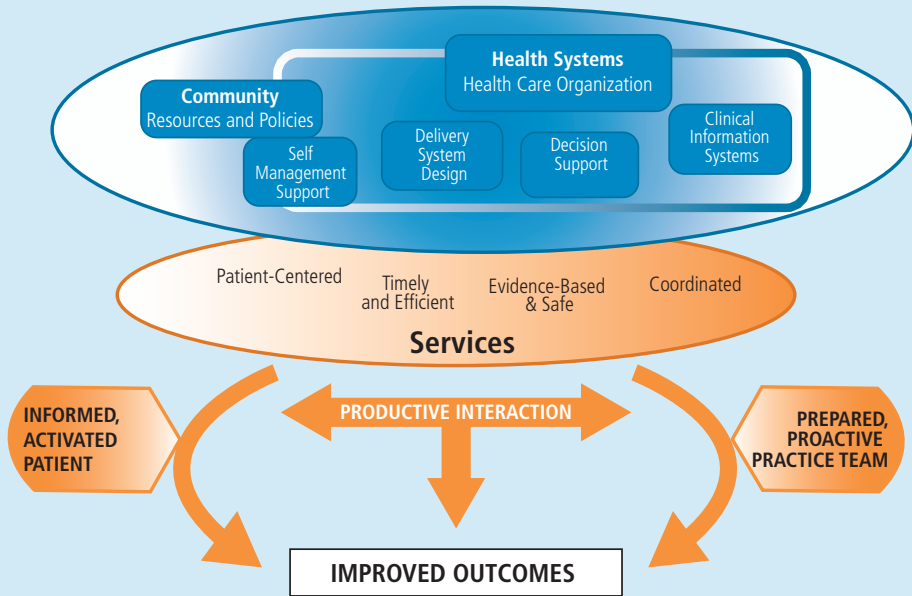 Health Systems
Health Care Organization
Community
Resources and Policies
Self
Management
Support
Delivery
System
Design
Decision
Support
Clinical
Information
Systems
Patient-Centered
Timely
and Efficient
Evidence-Based
& Safe
Coordinated
Services
INFORMED,
ACTIVATED
PATIENT
PRODUCTIVE INTERACTION
PREPARED,
PROACTIVE
PRACTICE TEAM
IMPROVED OUTCOMES